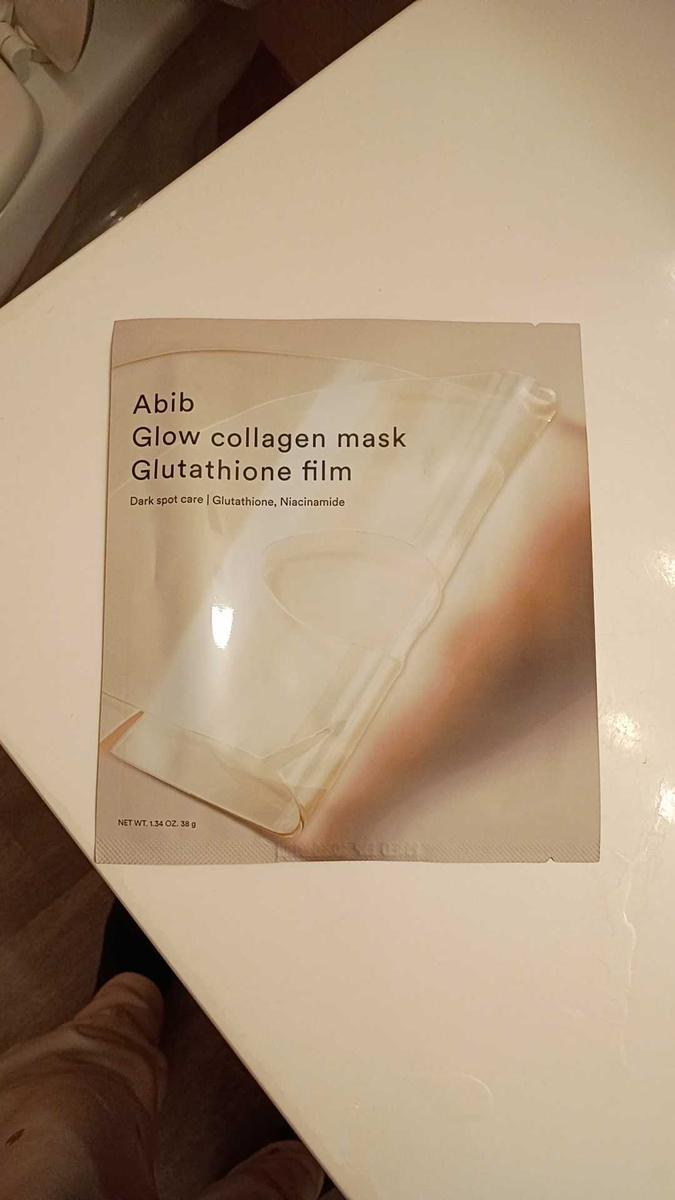 Abib
Glow collagen mask
Glutathione film
Dark spot care | Glutathione, Niacinamide
NET WT. 1.34 OZ. 38 g